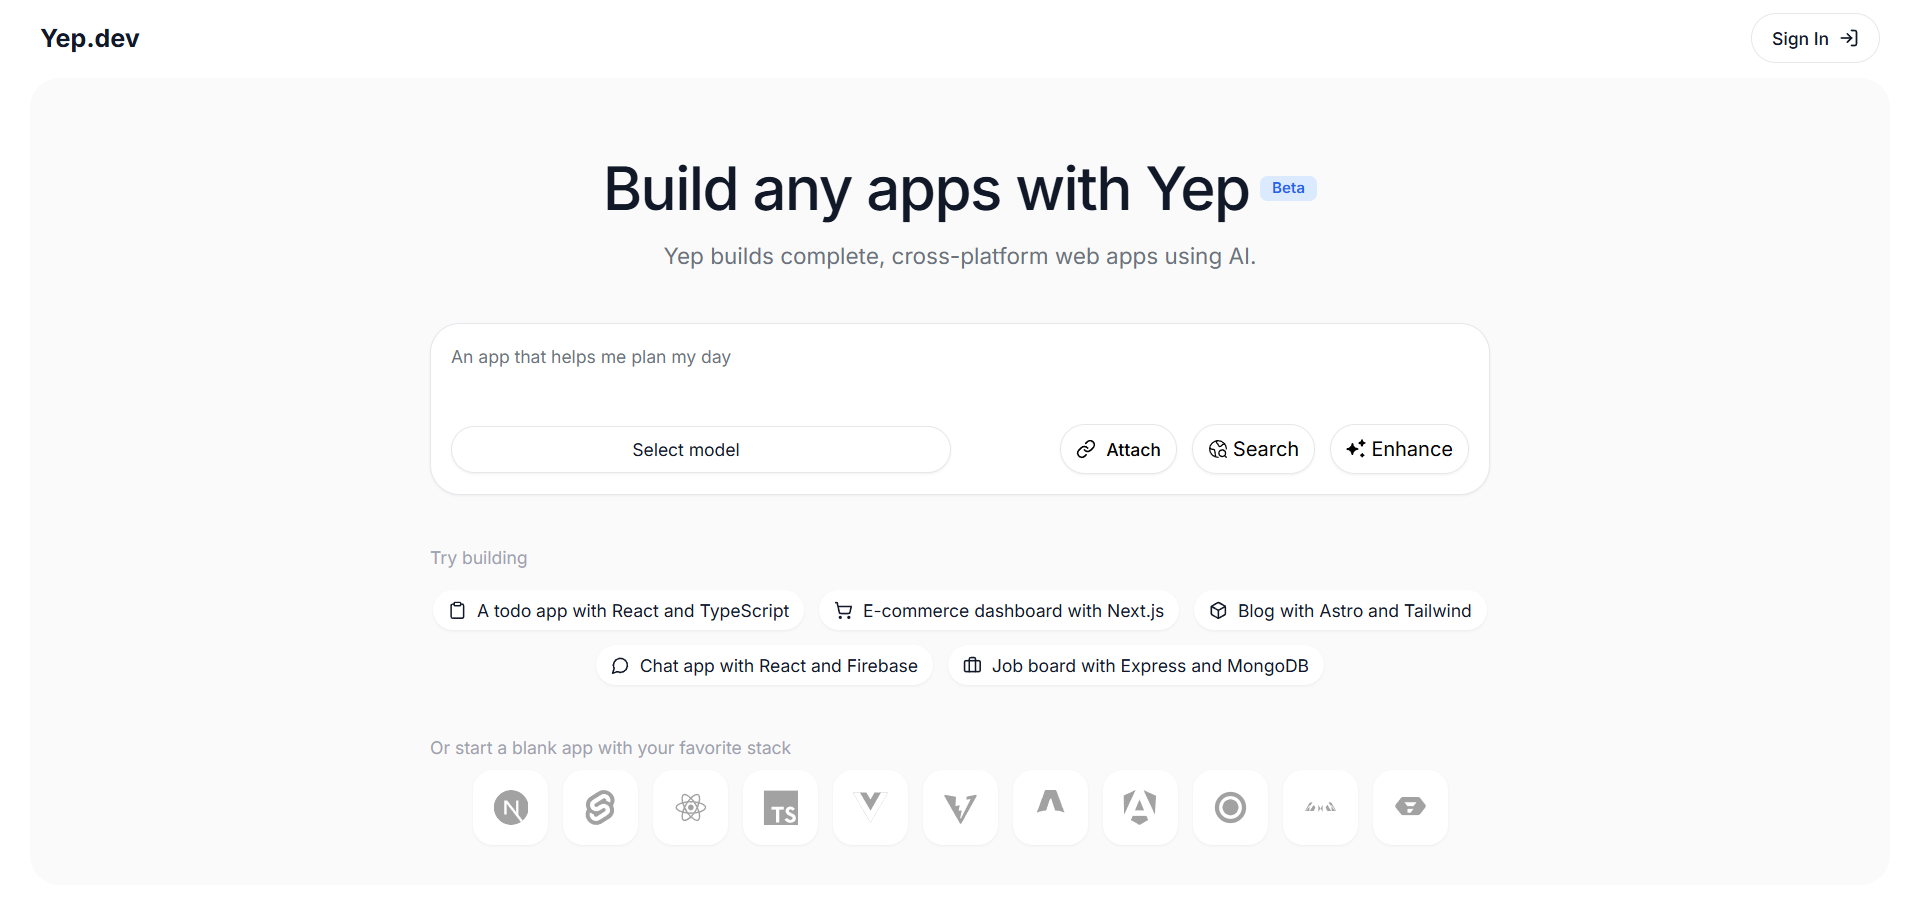 Yep.dev
Sign In
Build any apps with Yep Beta
Yep builds complete, cross-platform web apps using AI.
An app that helps me plan my day
Select model
Attach
Search
Enhance
Try building
A todo app with React and TypeScript
E-commerce dashboard with Next.js
Blog with Astro and Tailwind
Chat app with React and Firebase
Job board with Express and MongoDB
Or start a blank app with your favorite stack
N
TS